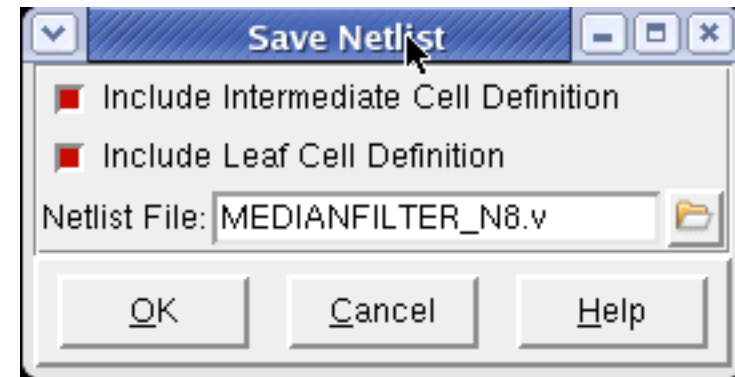 Save Netlist
Include Intermediate Cell Definition
Include Leaf Cell Definition
Netlist File: MEDIANFILTER_N8.v
OK Cancel Help